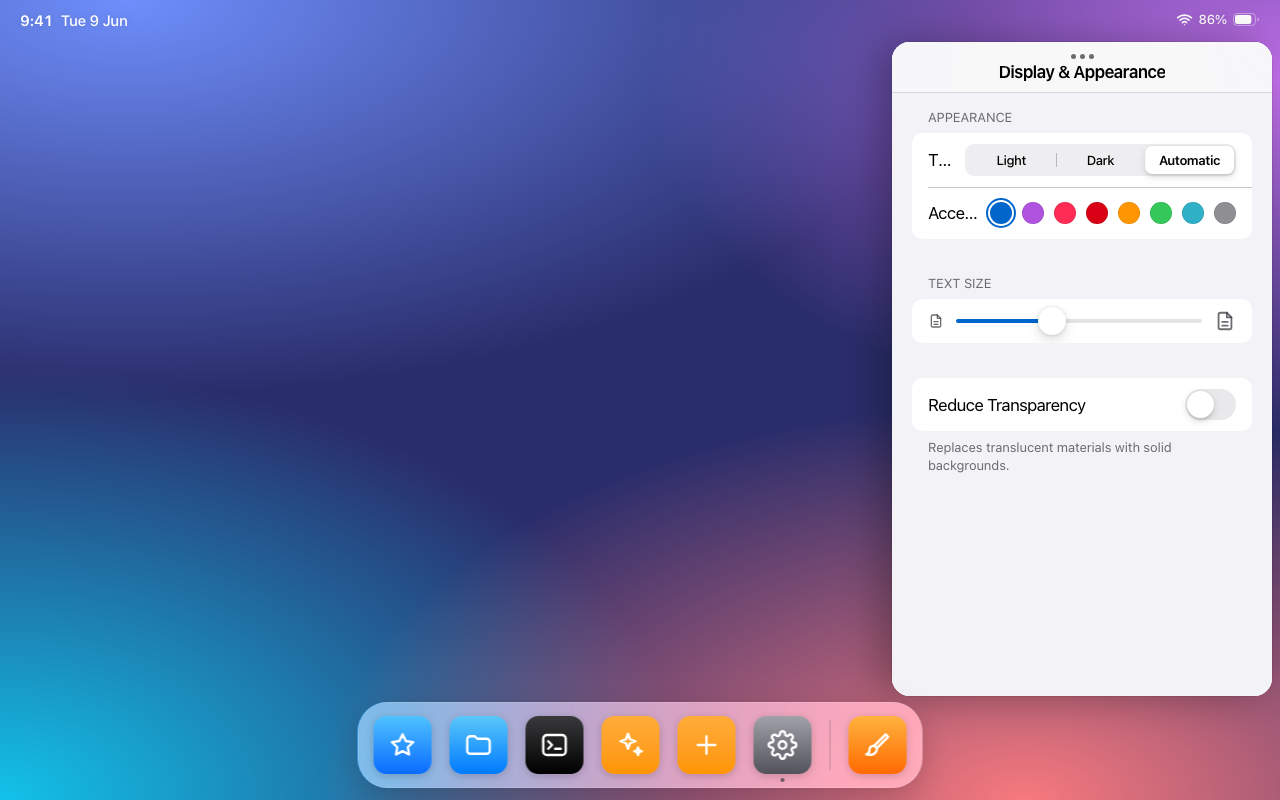 9:41 Tue 9 Jun
86%
Display & Appearance
APPEARANCE
T...
Light
Dark
Automatic
Acce...
TEXT SIZE
Reduce Transparency
Replaces translucent materials with solid
backgrounds.